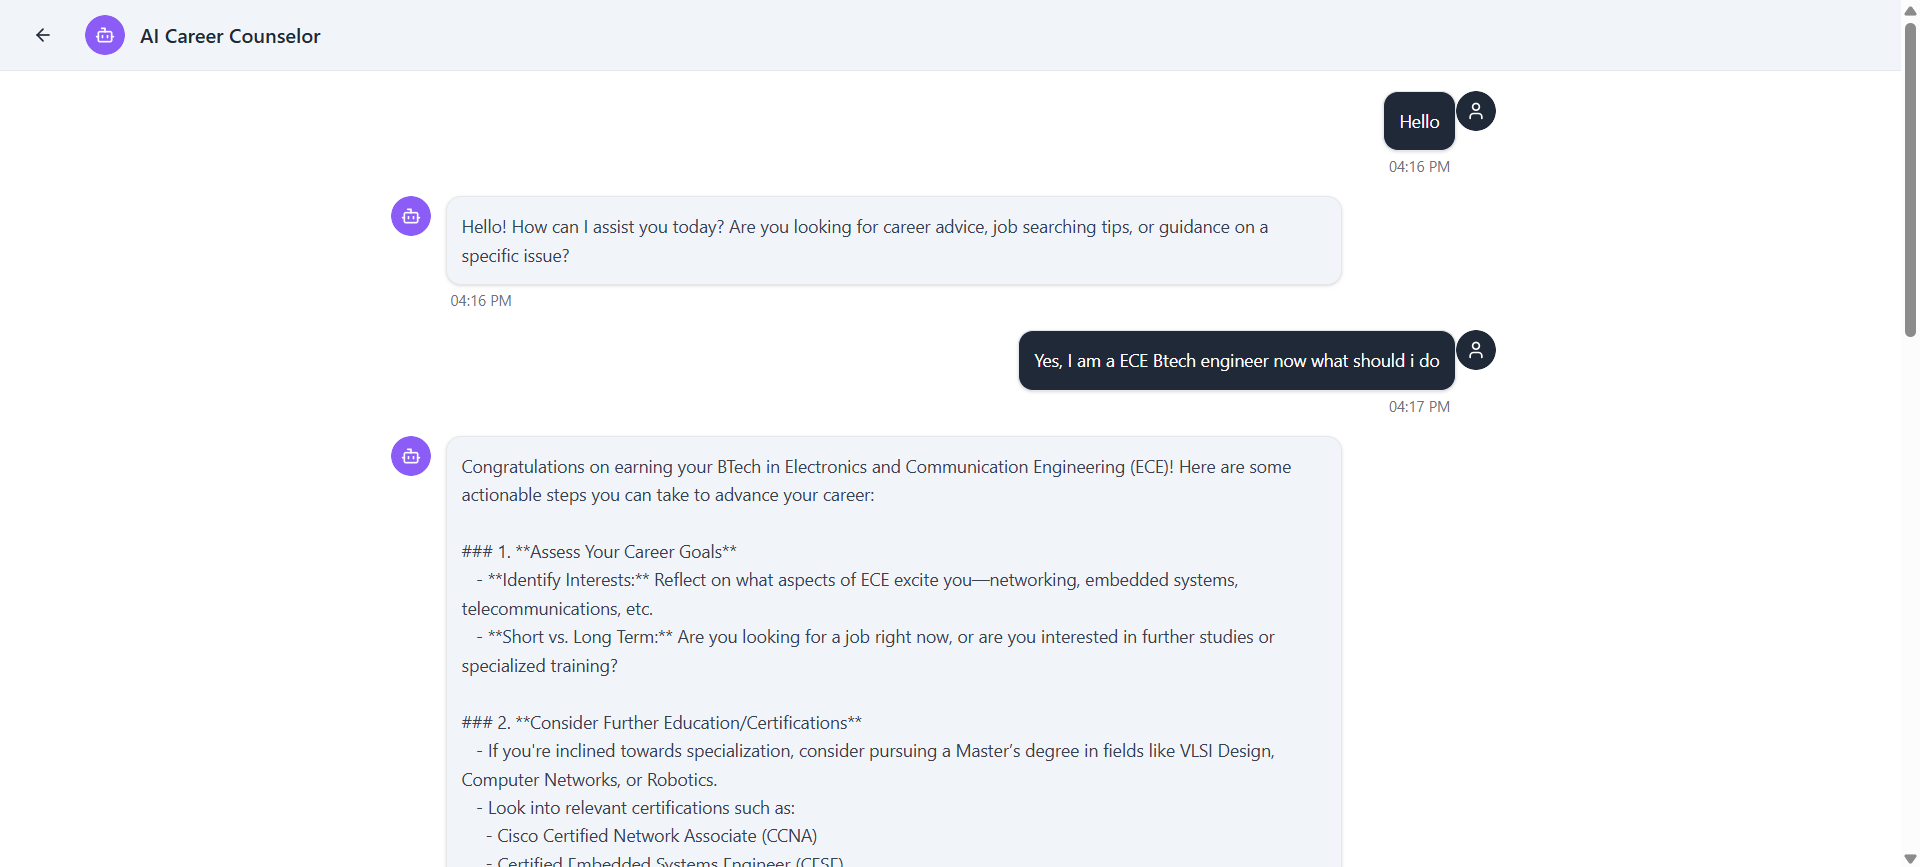 AI Career Counselor
Hello
04:16 PM
Hello! How can I assist you today? Are you looking for career advice, job searching tips, or guidance on a
specific issue?
04:16 PM
Yes, I am a ECE Btech engineer now what should i do
04:17 PM
Congratulations on earning your BTech in Electronics and Communication Engineering (ECE)! Here are some
actionable steps you can take to advance your career:
### 1. **Assess Your Career Goals**
- **Identify Interests:** Reflect on what aspects of ECE excite you—networking, embedded systems,
telecommunications, etc.
- **Short vs. Long Term:** Are you looking for a job right now, or are you interested in further studies or
specialized training?
### 2. **Consider Further Education/Certifications**
- If you're inclined towards specialization, consider pursuing a Master’s degree in fields like VLSI Design,
Computer Networks, or Robotics.
- Look into relevant certifications such as:
- Cisco Certified Network Associate (CCNA)
- Certified Embedded Systems Engineer (CESE)